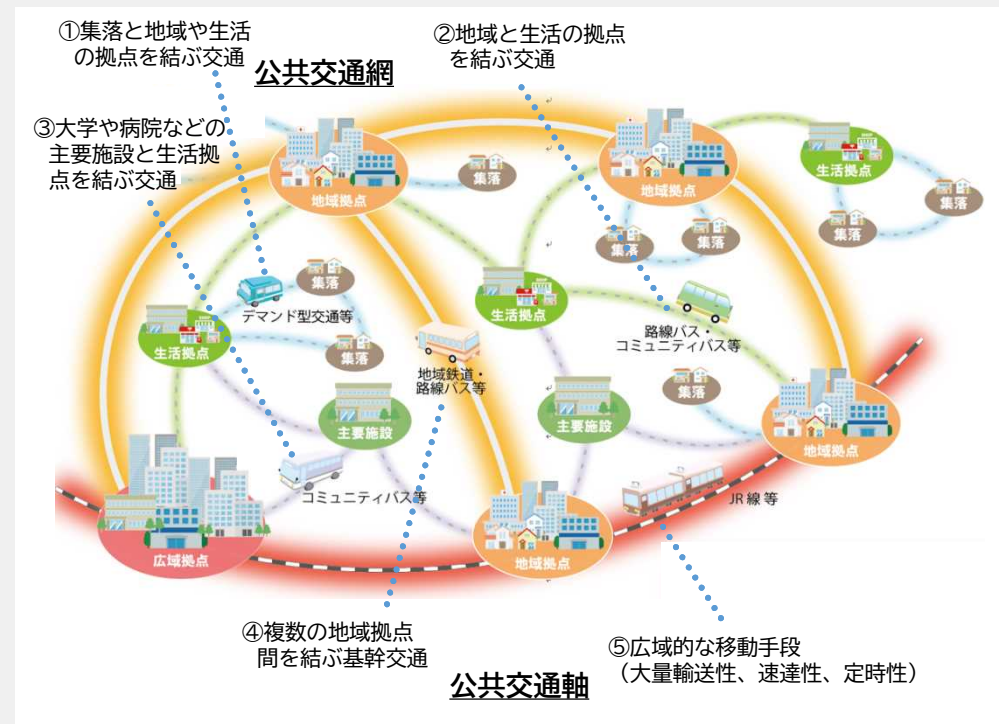 ①集落と地域や生活
の拠点を結ぶ交通
②地域と生活の拠点
を結ぶ交通
公共交通網
③大学や病院などの
主要施設と生活拠
点を結ぶ交通
地域拠点
集落
地域拠点
生活拠点
集落
集落
集落
集落
集落
デマンド型交通等
生活拠点
集落
生活拠点
路線バス・
コミュニティバス等
地域鉄道・
路線バス等
集落
主要施設
主要施設
地域拠点
コミュニティバス等
JR線 等
広域拠点
地域拠点
④複数の地域拠点
間を結ぶ基幹交通
⑤広域的な移動手段
（大量輸送性、速達性、定時性）
公共交通軸